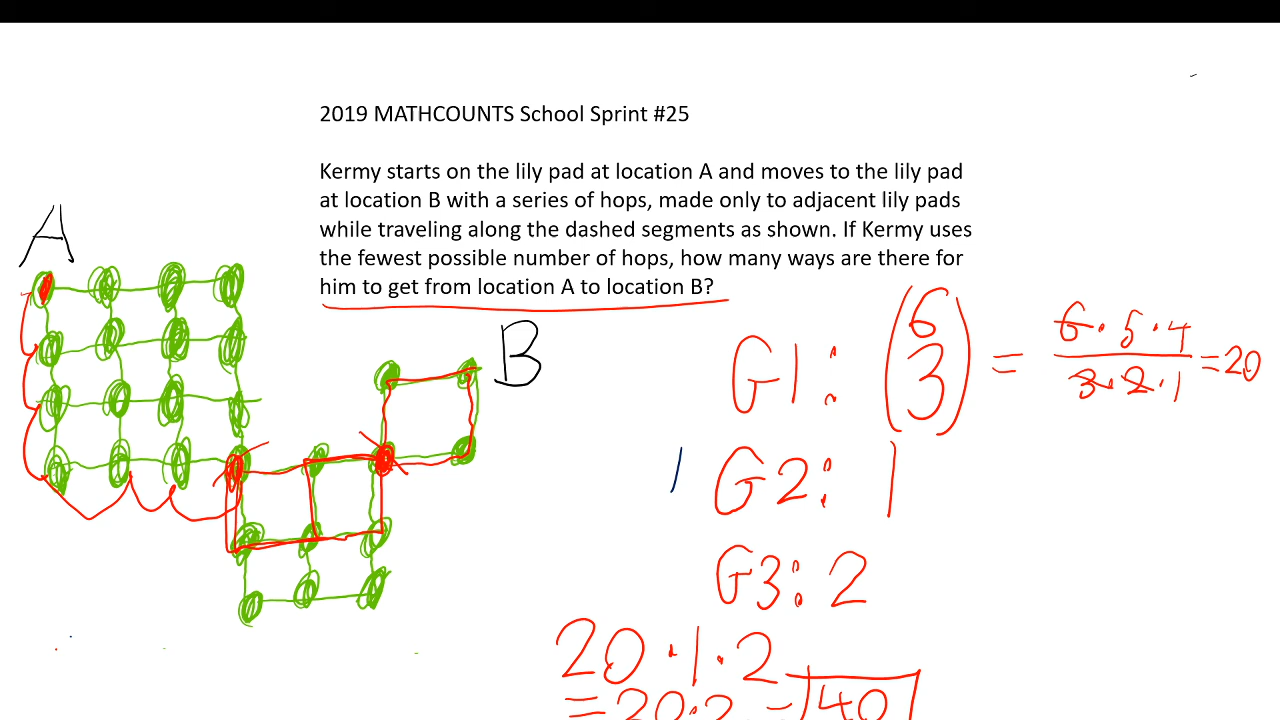 2019 MATHCOUNTS School Sprint #25
Kermy starts on the lily pad at location A and moves to the lily pad
at location B with a series of hops, made only to adjacent lily pads
while traveling along the dashed segments as shown. If Kermy uses
the fewest possible number of hops, how many ways are there for
him to get from location A to location B?
A
B
G1: (6 3) = 6·5·4 / 3·2·1 = 20
G2: 1
G3: 2
20·1·2
= 20·2 = 40